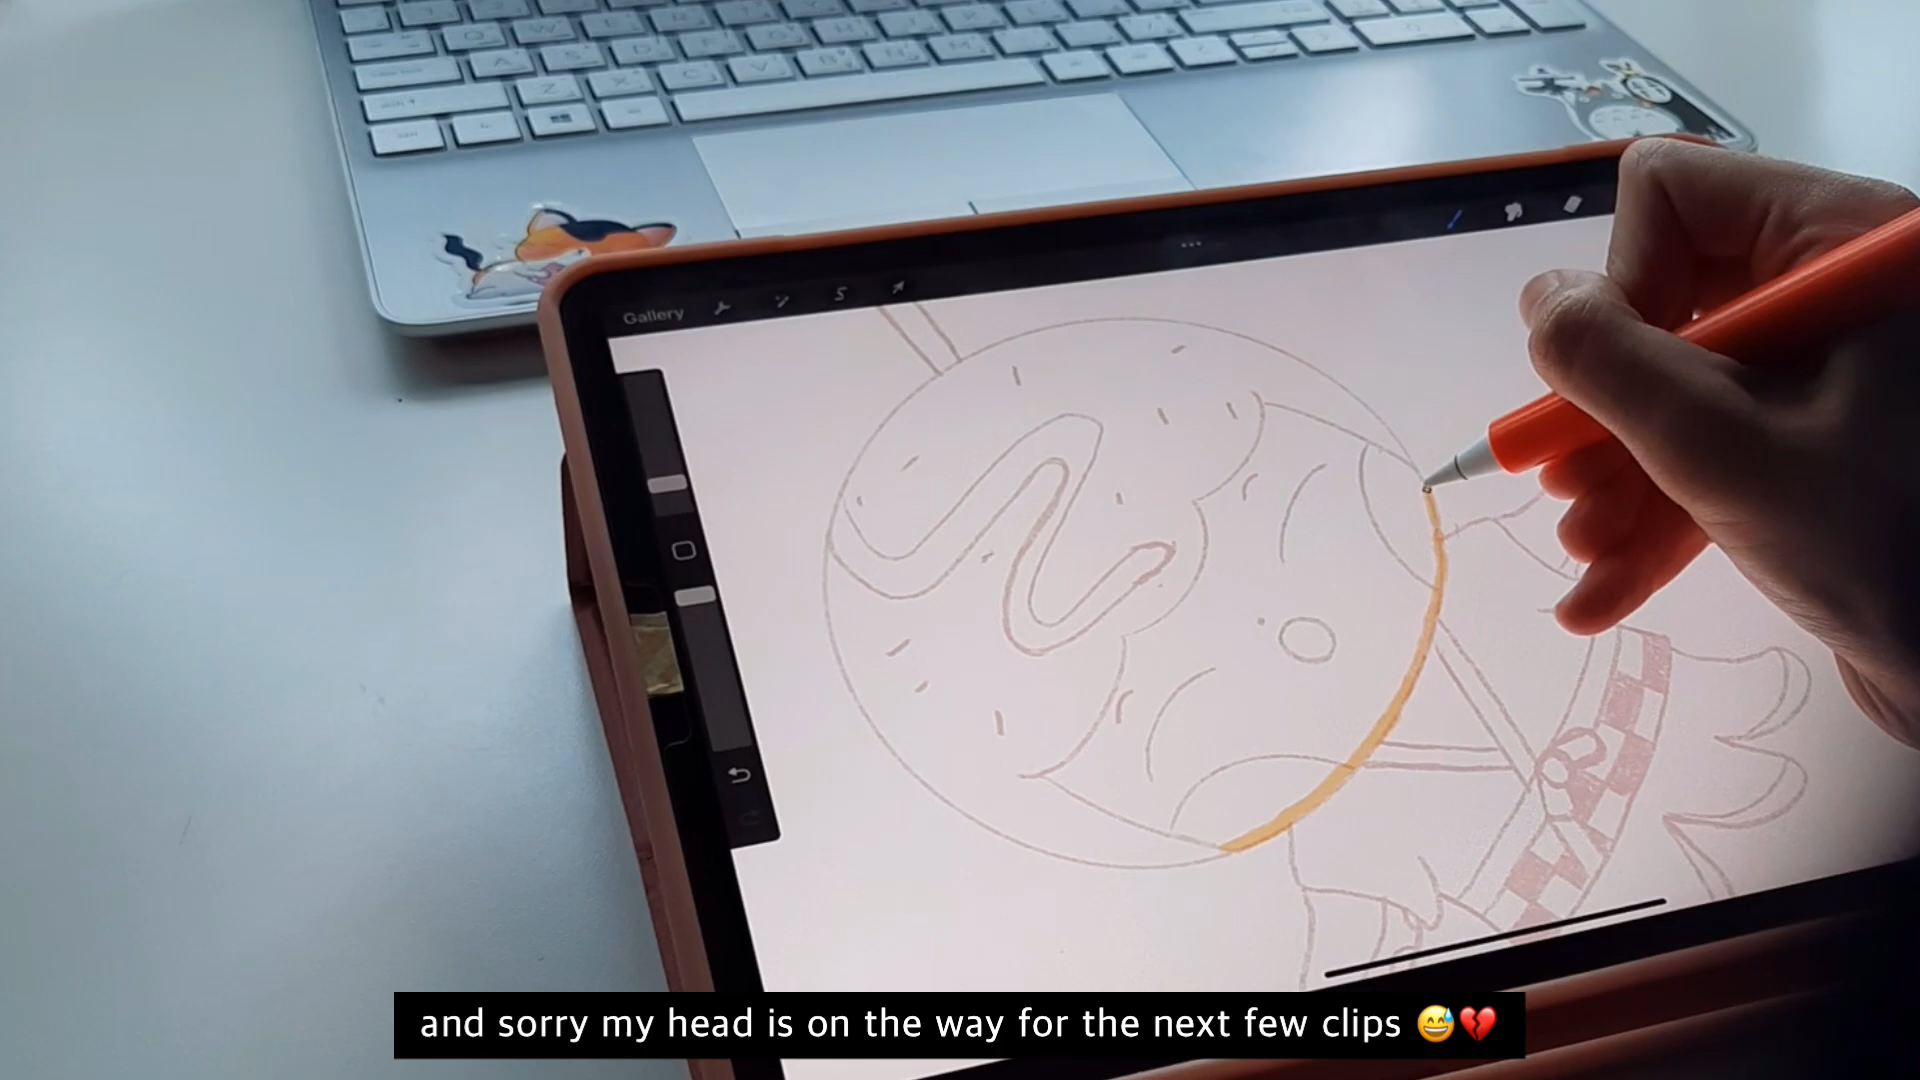 Q W E R
A S D F G H J K L
Z X C V B N M
Gallery
S
and sorry my head is on the way for the next few clips 😅💔